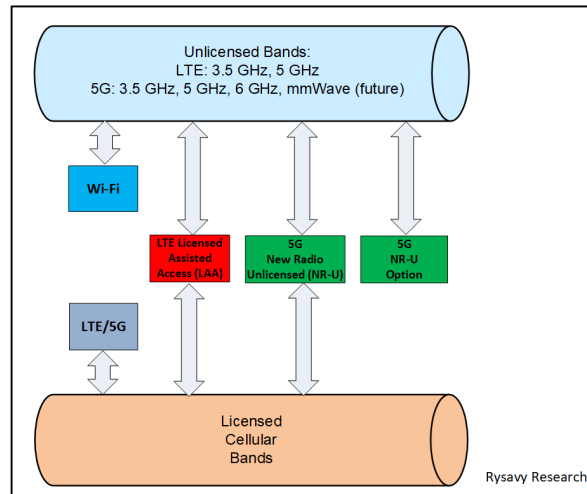 Unlicensed Bands:
LTE: 3.5 GHz, 5 GHz
5G: 3.5 GHz, 5 GHz, 6 GHz, mmWave (future)
Wi-Fi
LTE Licensed
Assisted
Access (LAA)
5G
New Radio
Unlicensed (NR-U)
5G
NR-U
Option
LTE/5G
Licensed
Cellular
Bands
Rysavy Research